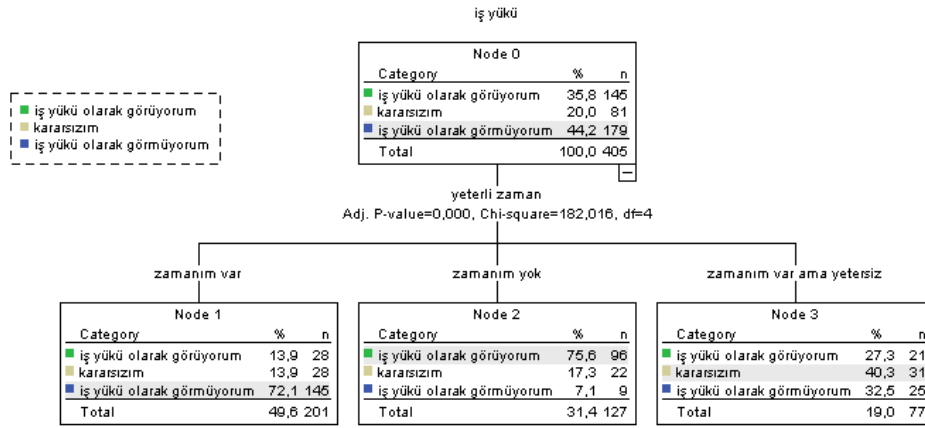 iş yükü
Node 0
Category % n
iş yükü olarak görüyorum 35,8 145
kararsızım 20,0 81
iş yükü olarak görmüyorum 44,2 179
Total 100,0 405
iş yükü olarak görüyorum
kararsızım
iş yükü olarak görmüyorum
yeterli zaman
Adj. P-value=0,000, Chi-square=182,016, df=4
zamanım var
zamanım yok
zamanım var ama yetersiz
Node 1
Category % n
iş yükü olarak görüyorum 13,9 28
kararsızım 13,9 28
iş yükü olarak görmüyorum 72,1 145
Total 49,6 201
Node 2
Category % n
iş yükü olarak görüyorum 75,6 96
kararsızım 17,3 22
iş yükü olarak görmüyorum 7,1 9
Total 31,4 127
Node 3
Category % n
iş yükü olarak görüyorum 27,3 21
kararsızım 40,3 31
iş yükü olarak görmüyorum 32,5 25
Total 19,0 77